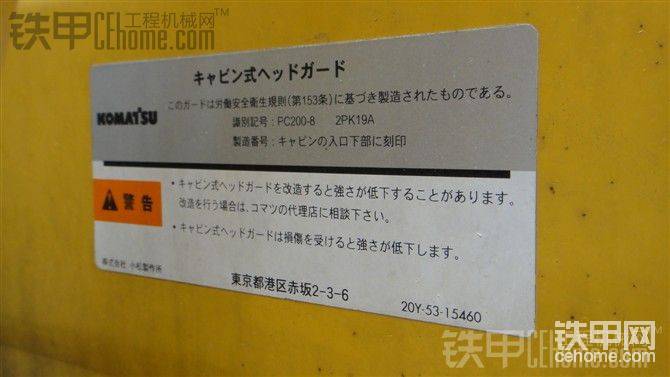 铁甲 工程机械网
CEhome.com
キャビン式ヘッドガード
KOMATSU
このガードは労働安全衛生規則(第153条)に基づき製造されたものである。
識別記号: PC200-8 2PK19A
製造番号: キャビンの入口下部に刻印
警告
・キャビン式ヘッドガードを改造すると強さが低下することがあります。
改造を行う場合は、コマツの代理店に相談下さい。
・キャビン式ヘッドガードは損傷を受けると強さが低下します。
株式会社 小松製作所
東京都港区赤坂2-3-6
20Y-53-15460
铁甲 工程机械网
CEhome.com
铁甲网
cehome.com